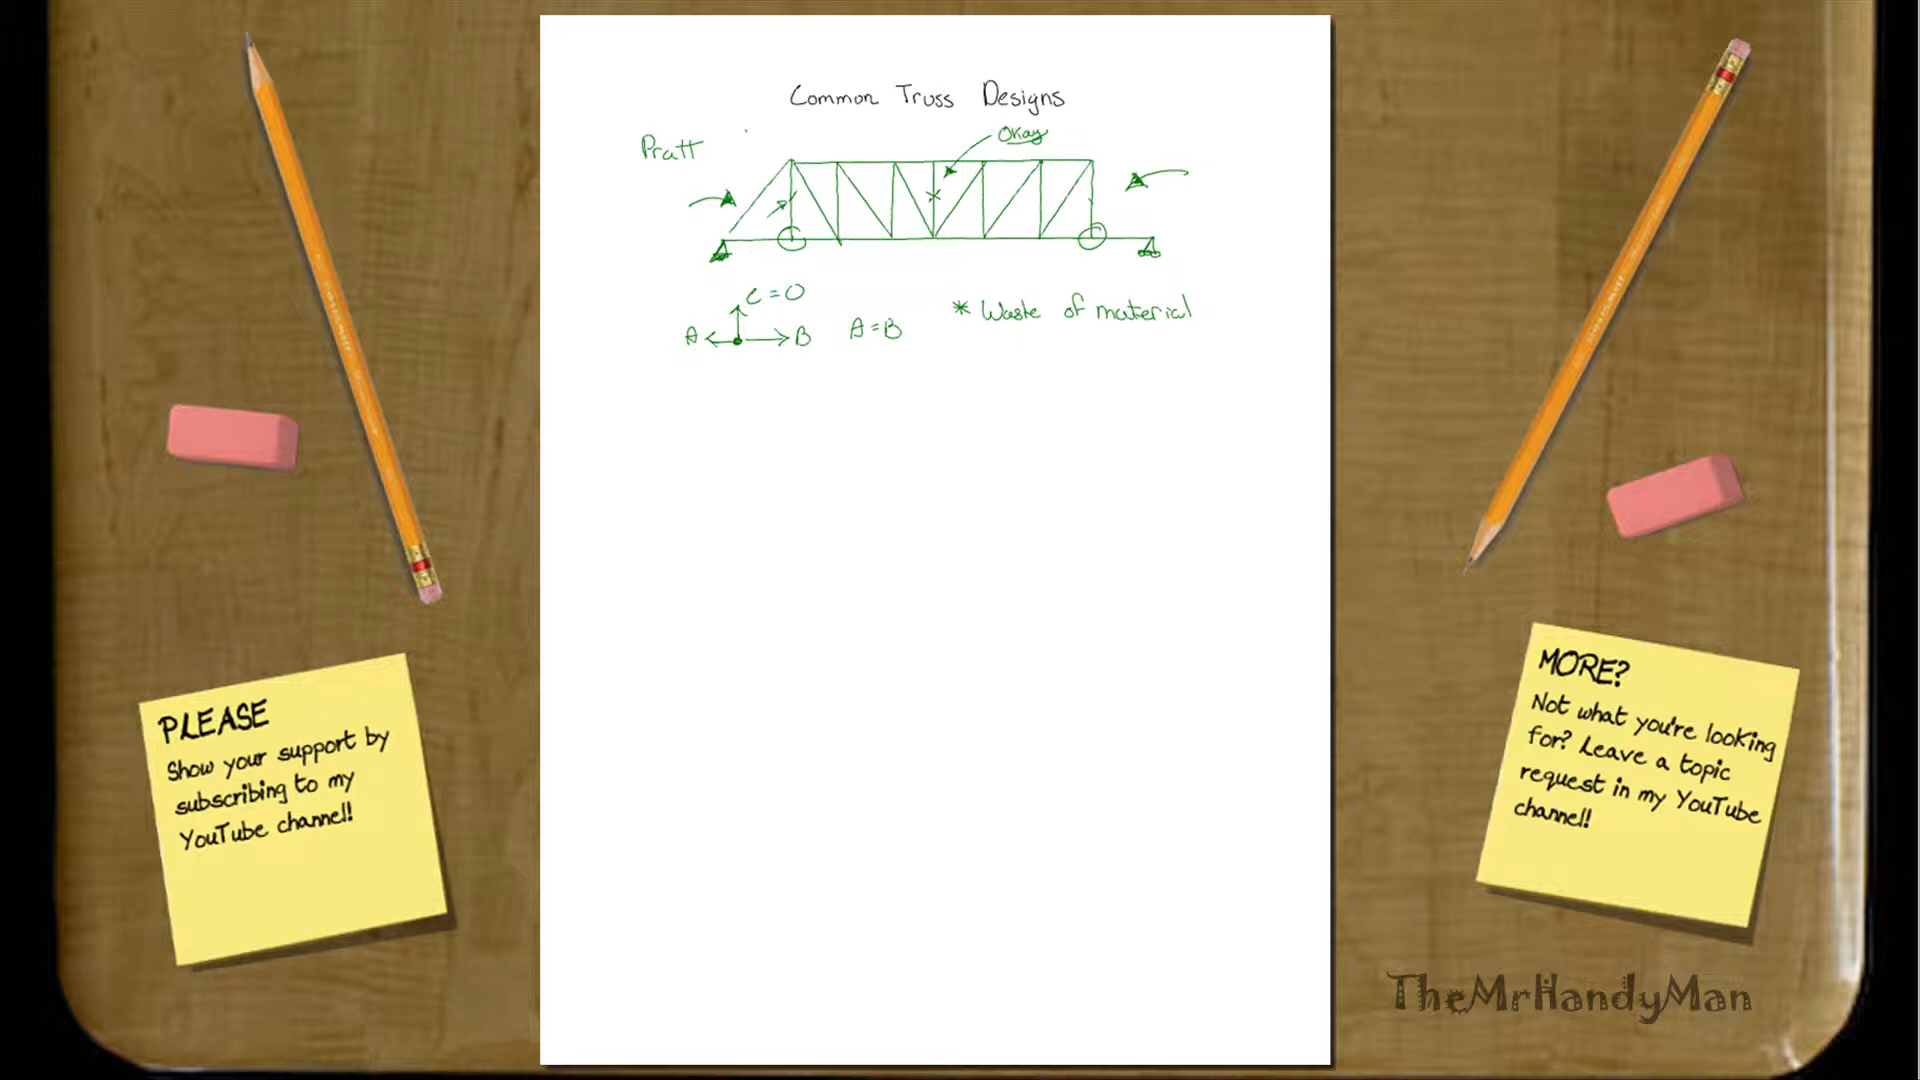 Common Truss Designs
Pratt
Okay
C = 0
A B A = B
* Waste of material
PLEASE
Show your support by
subscribing to my
YouTube channel!
MORE?
Not what you're looking
for? Leave a topic
request in my YouTube
channel!
TheMrHandyMan